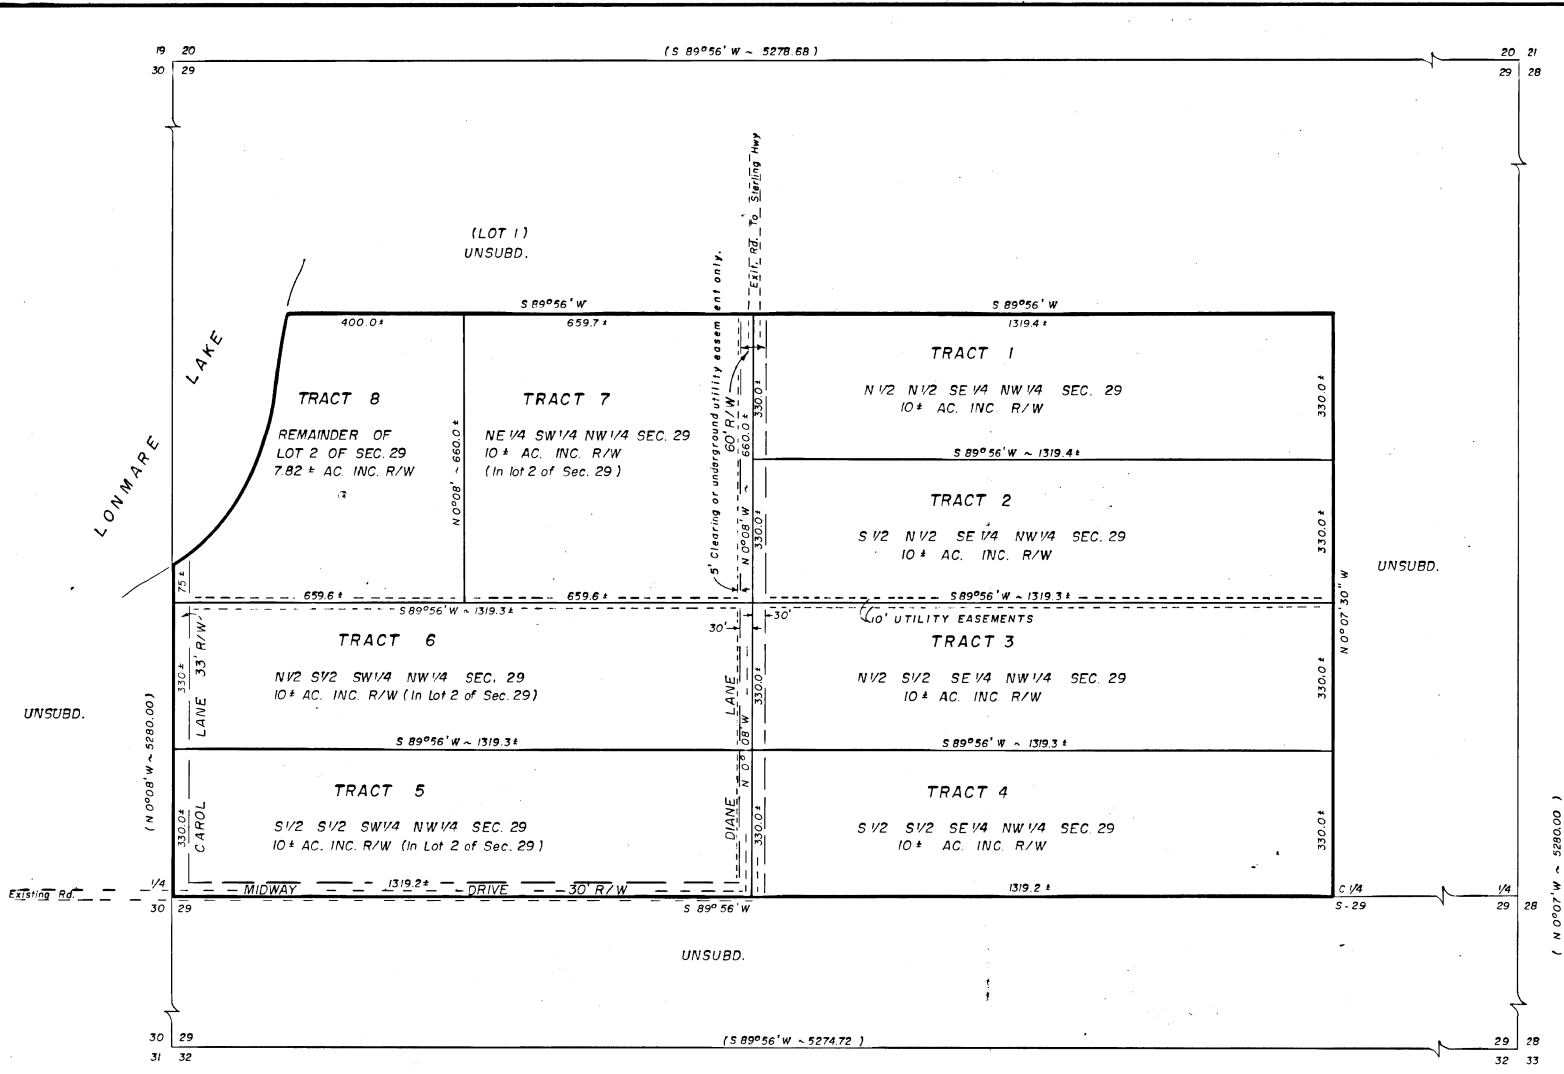 19 20
(S 89°56' W ~ 5278.68)
20 21
30 29
29 28
Exit. Rd. To Sterling Hwy
(LOT 1)
UNSUBD.
5' Clearing or underground utility easement only.
S 89°56' W
S 89°56' W
400.0±
659.7±
1319.4±
LONMARE LAKE
TRACT 8
REMAINDER OF
LOT 2 OF SEC. 29
7.82 ± AC. INC. R/W
N 0°08' ~ 660.0±
TRACT 7
NE 1/4 SW 1/4 NW 1/4 SEC. 29
10 ± AC. INC. R/W
(In lot 2 of Sec. 29)
60' R/W
N 0°08' W ~ 660.0±
330.0±
TRACT 1
N 1/2 N 1/2 SE 1/4 NW 1/4 SEC. 29
10± AC. INC. R/W
330.0±
S 89°56' W ~ 1319.4±
330.0±
TRACT 2
S 1/2 N 1/2 SE 1/4 NW 1/4 SEC. 29
10± AC. INC. R/W
330.0±
UNSUBD.
75±
659.6±
659.6±
S 89°56' W ~ 1319.3±
S 89°56' W ~ 1319.3±
10' UTILITY EASEMENTS
30'
30'
N 0°07'30" W
TRACT 6
N 1/2 S 1/2 SW 1/4 NW 1/4 SEC. 29
10± AC. INC. R/W (In Lot 2 of Sec. 29)
330±
CAROL LANE 33' R/W
DIANE LANE
N 0°08' W
330.0±
TRACT 3
N 1/2 S 1/2 SE 1/4 NW 1/4 SEC. 29
10± AC. INC. R/W
330.0±
UNSUBD.
(N 0°08' W ~ 5280.00)
S 89°56' W ~ 1319.3±
S 89°56' W ~ 1319.3±
TRACT 5
S 1/2 S 1/2 SW 1/4 NW 1/4 SEC. 29
10± AC. INC. R/W (In Lot 2 of Sec. 29)
330.0±
330.0±
TRACT 4
S 1/2 S 1/2 SE 1/4 NW 1/4 SEC. 29
10± AC. INC. R/W
330.0±
Existing Rd.
1/4
MIDWAY DRIVE 30' R/W
1319.2±
1319.2±
C 1/4
1/4
30 29
S 89°56' W
S-29
29 28
(N 0°07' W ~ 5280.00)
UNSUBD.
30 29
(S 89°56' W ~ 5274.72)
29 28
31 32
32 33